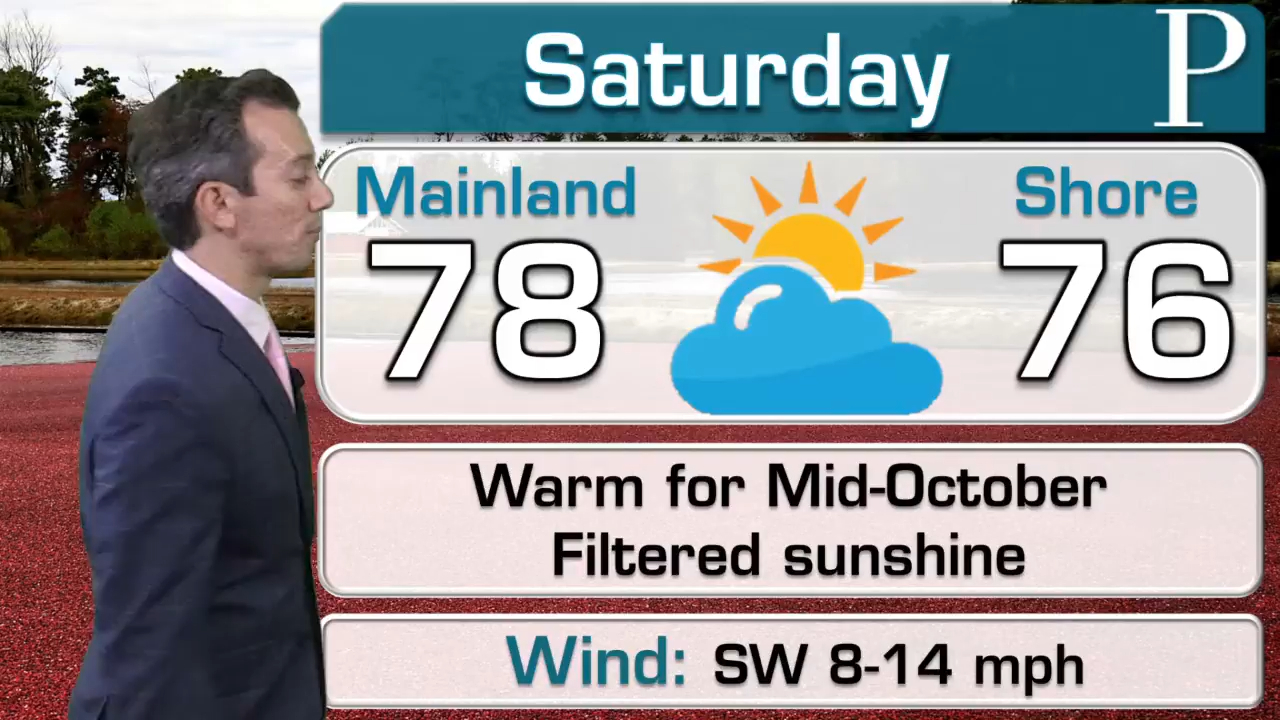 Saturday
P
Mainland
Shore
78
76
Warm for Mid-October
Filtered sunshine
Wind: SW 8-14 mph